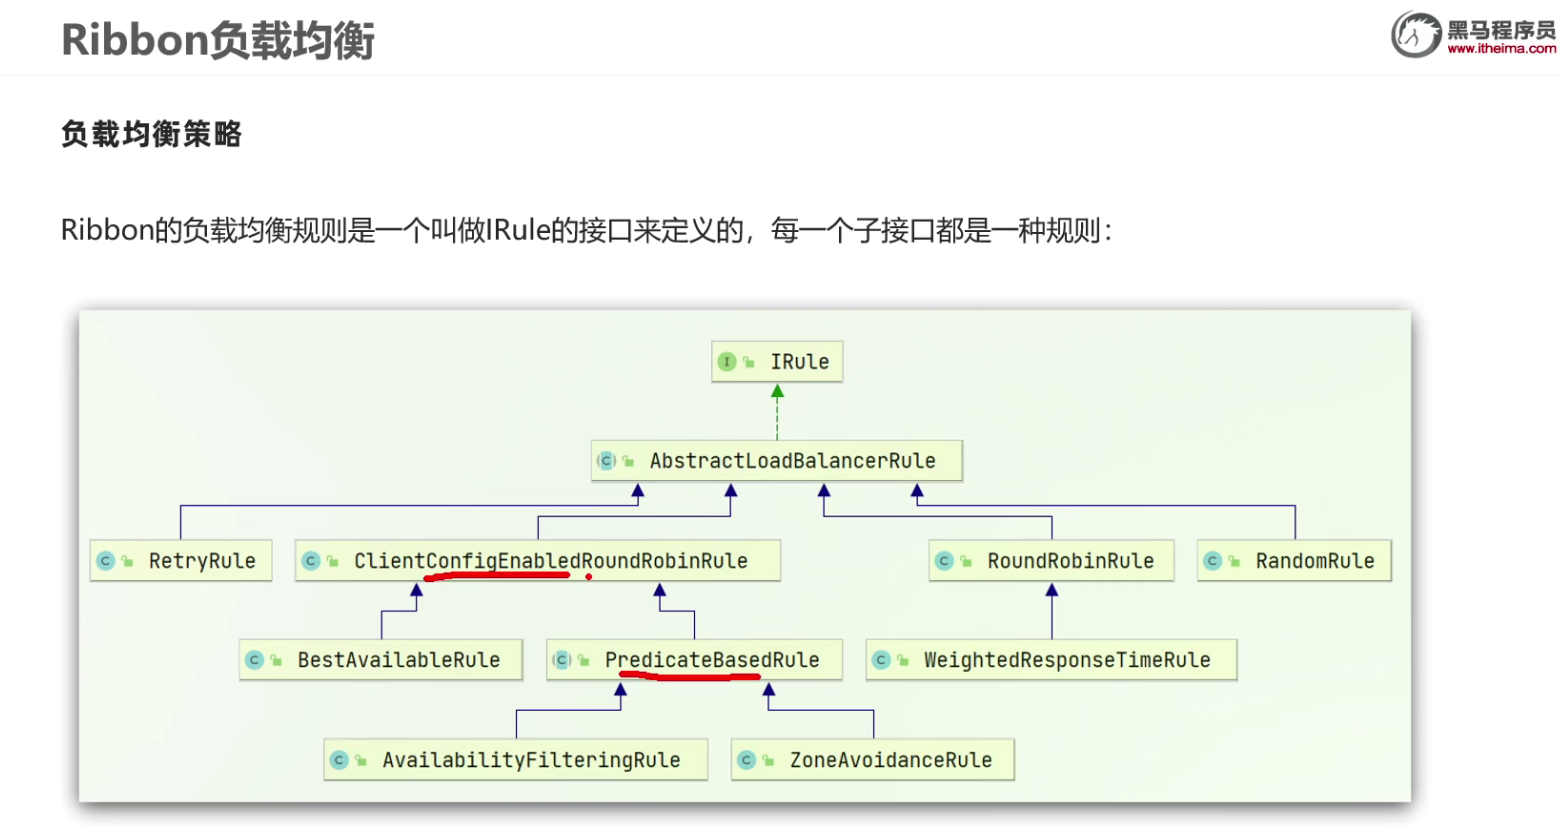 Ribbon负载均衡
黑马程序员
www.itheima.com
负载均衡策略
Ribbon的负载均衡规则是一个叫做IRule的接口来定义的，每一个子接口都是一种规则：
I IRule
C AbstractLoadBalancerRule
C RetryRule
C ClientConfigEnabledRoundRobinRule
C RoundRobinRule
C RandomRule
C BestAvailableRule
C PredicateBasedRule
C WeightedResponseTimeRule
C AvailabilityFilteringRule
C ZoneAvoidanceRule